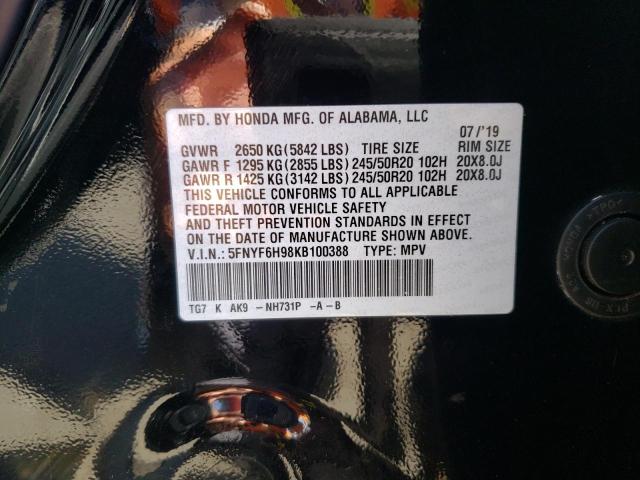 MFD. BY HONDA MFG. OF ALABAMA, LLC
07/'19
GVWR 2650 KG (5842 LBS) TIRE SIZE RIM SIZE
GAWR F 1295 KG (2855 LBS) 245/50R20 102H 20X8.0J
GAWR R 1425 KG (3142 LBS) 245/50R20 102H 20X8.0J
THIS VEHICLE CONFORMS TO ALL APPLICABLE
FEDERAL MOTOR VEHICLE SAFETY
AND THEFT PREVENTION STANDARDS IN EFFECT
ON THE DATE OF MANUFACTURE SHOWN ABOVE.
V.I.N.: 5FNYF6H98KB100388 TYPE: MPV
TG7 K AK9 -NH731P -A-B